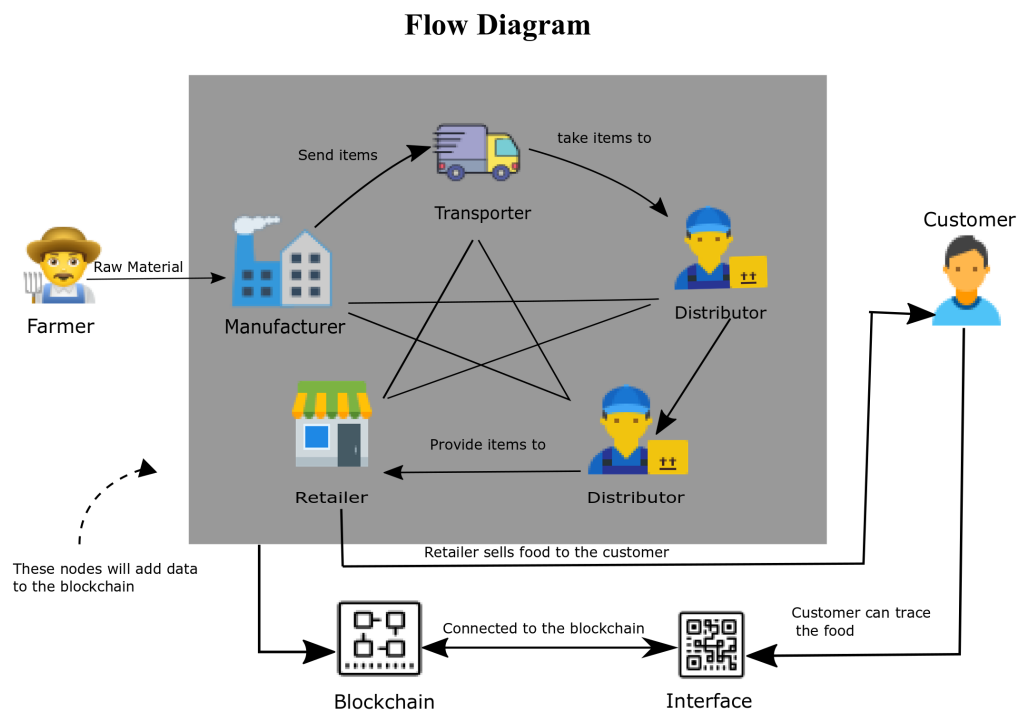 Flow Diagram
Send items
take items to
Transporter
Customer
Raw Material
Farmer
Manufacturer
Distributor
Provide items to
Retailer
Distributor
Retailer sells food to the customer
These nodes will add data
to the blockchain
Customer can trace
the food
Connected to the blockchain
Blockchain
Interface